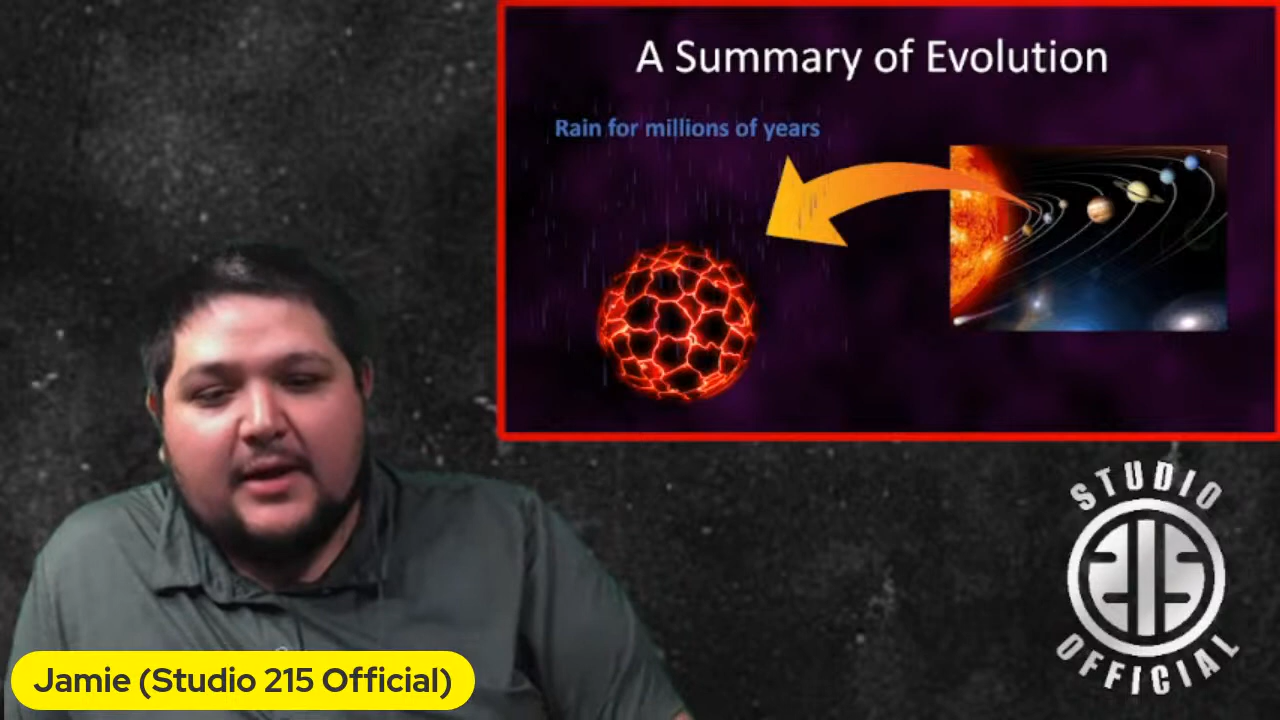 A Summary of Evolution
Rain for millions of years
STUDIO
215
OFFICIAL
Jamie (Studio 215 Official)